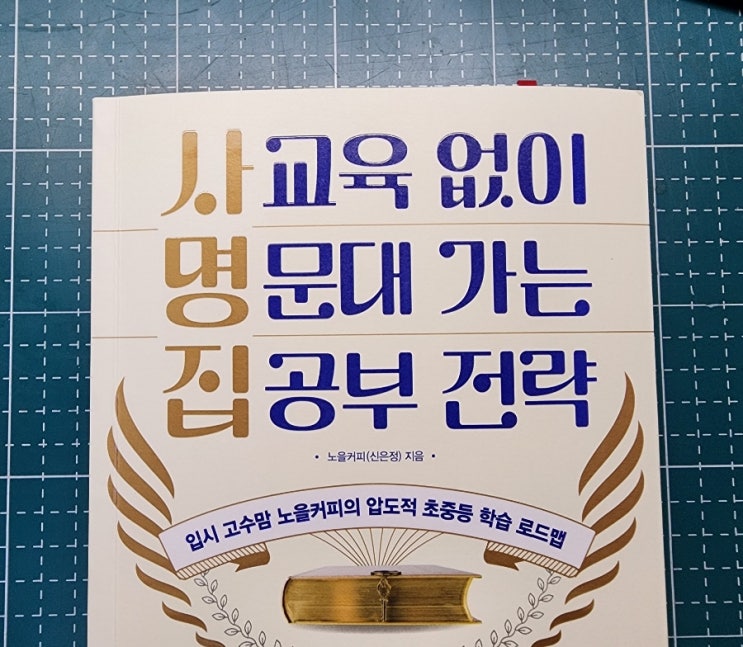 사교육 없이
명문대 가는
집공부 전략
• 노을커피(신은정) 지음 •
입시 고수맘 노을커피의 압도적 초중등 학습 로드맵